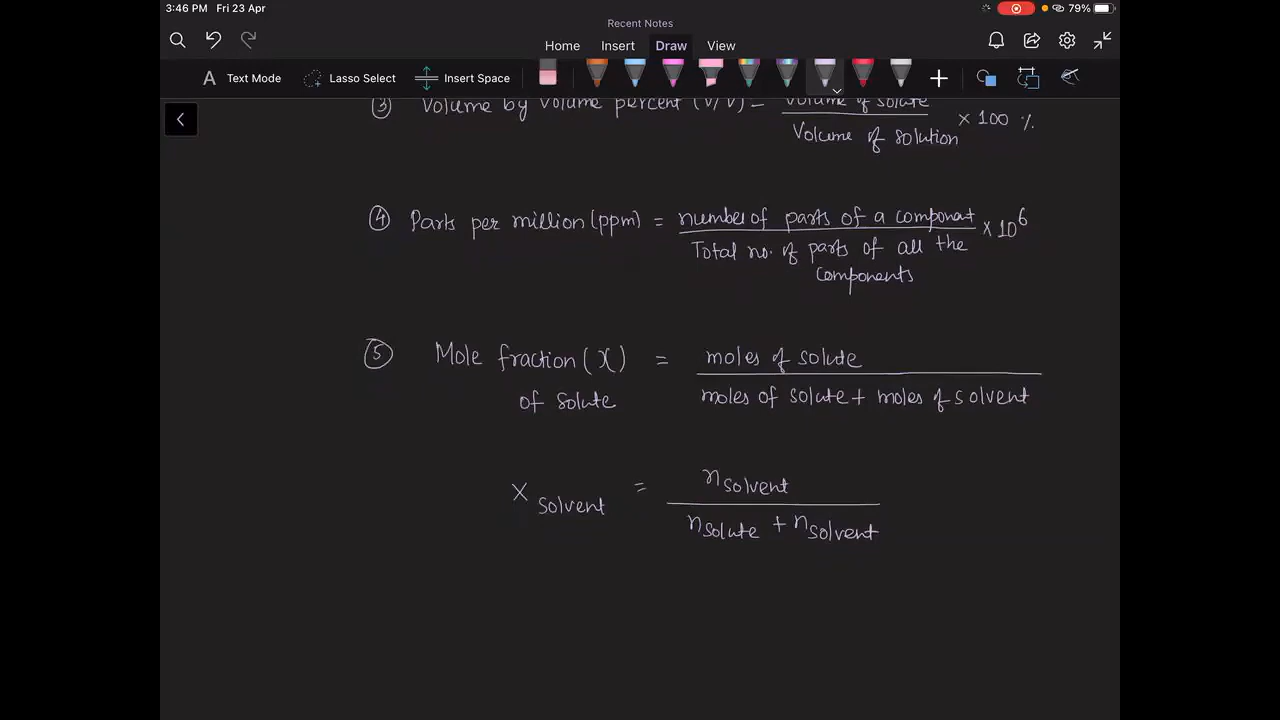 3:46 PM Fri 23 Apr
79%
Recent Notes
Home Insert Draw View
Text Mode Lasso Select Insert Space
③ Volume by Volume percent (V/V) = Volume of solute / Volume of solution × 100 %
④ Parts per million (ppm) = number of parts of a component × 10⁶
Total no. of parts of all the
components
⑤ Mole fraction (X) = moles of solute
of solute
moles of solute + moles of solvent
x solvent = n solvent
n solute + n solvent